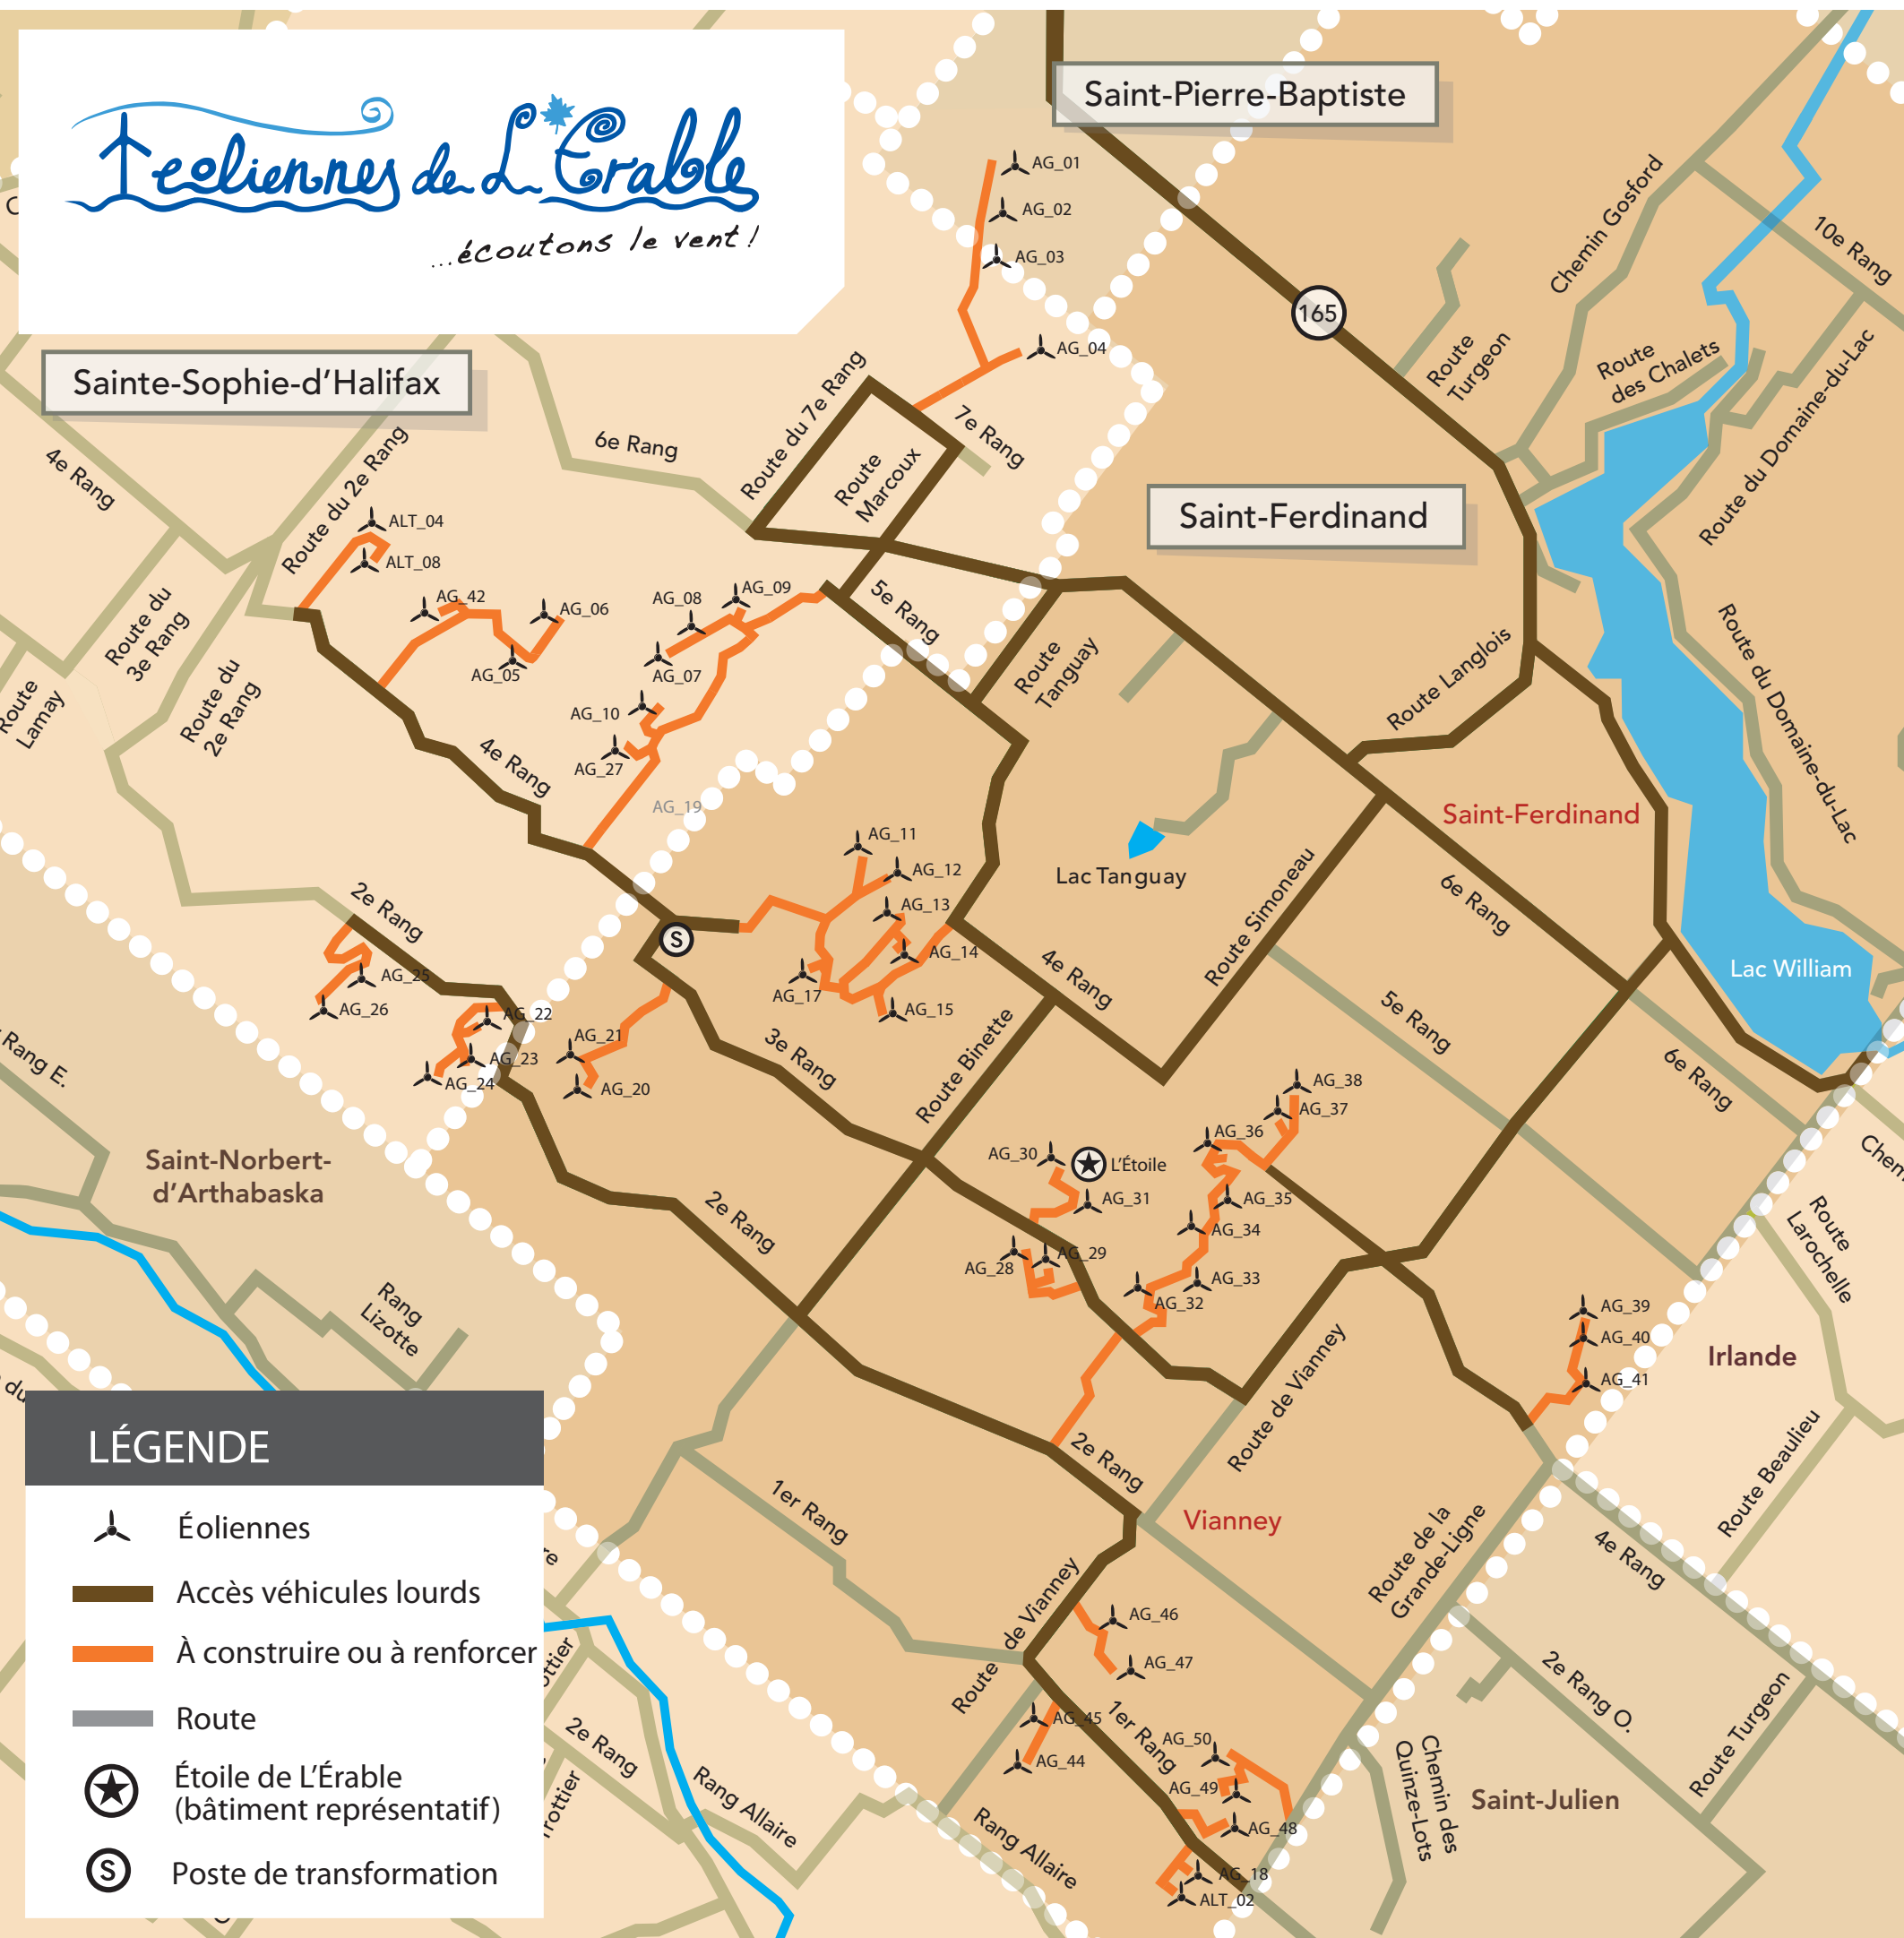 Éoliennes de L'Érable
...écoutons le vent!
Saint-Pierre-Baptiste
Sainte-Sophie-d'Halifax
Saint-Ferdinand
165
AG_01
AG_02
AG_03
AG_04
Chemin Gosford
10e Rang
Route
Turgeon
Route
des Chalets
Route du Domaine-du-Lac
Route du Domaine-du-Lac
4e Rang
Route du 2e Rang
6e Rang
Route du 7e Rang
Route
Marcoux
7e Rang
ALT_04
ALT_08
AG_42
AG_06
AG_05
AG_08
AG_09
AG_07
AG_10
AG_27
AG_19
5e Rang
Route du
3e Rang
Route du
2e Rang
Route
Lamay
4e Rang
Route
Tanguay
Route Langlois
Saint-Ferdinand
Lac Tanguay
Route Simoneau
6e Rang
Lac William
AG_11
AG_12
AG_13
AG_14
AG_17
AG_15
S
2e Rang
AG_25
AG_26
AG_22
AG_23
AG_24
AG_21
AG_20
3e Rang
4e Rang
Route Binette
5e Rang
6e Rang
Rang E.
Saint-Norbert-
d'Arthabaska
Rang
Lizotte
2e Rang
AG_30
L'Étoile
AG_31
AG_28
AG_29
AG_38
AG_37
AG_36
AG_35
AG_34
AG_33
AG_32
Route
Larochelle
Irlande
AG_39
AG_40
AG_41
Route de Vianney
Route Beaulieu
2e Rang
1er Rang
Vianney
Route de la
Grande-Ligne
4e Rang
Route de Vianney
AG_46
AG_47
AG_45
AG_44
1er Rang
AG_50
AG_49
AG_48
AG_18
ALT_02
2e Rang O.
Route Turgeon
Chemin des
Quinze-Lots
Saint-Julien
2e Rang
Rang Allaire
Rang Allaire
LÉGENDE
Éoliennes
Accès véhicules lourds
À construire ou à renforcer
Route
Étoile de L'Érable
(bâtiment représentatif)
S
Poste de transformation